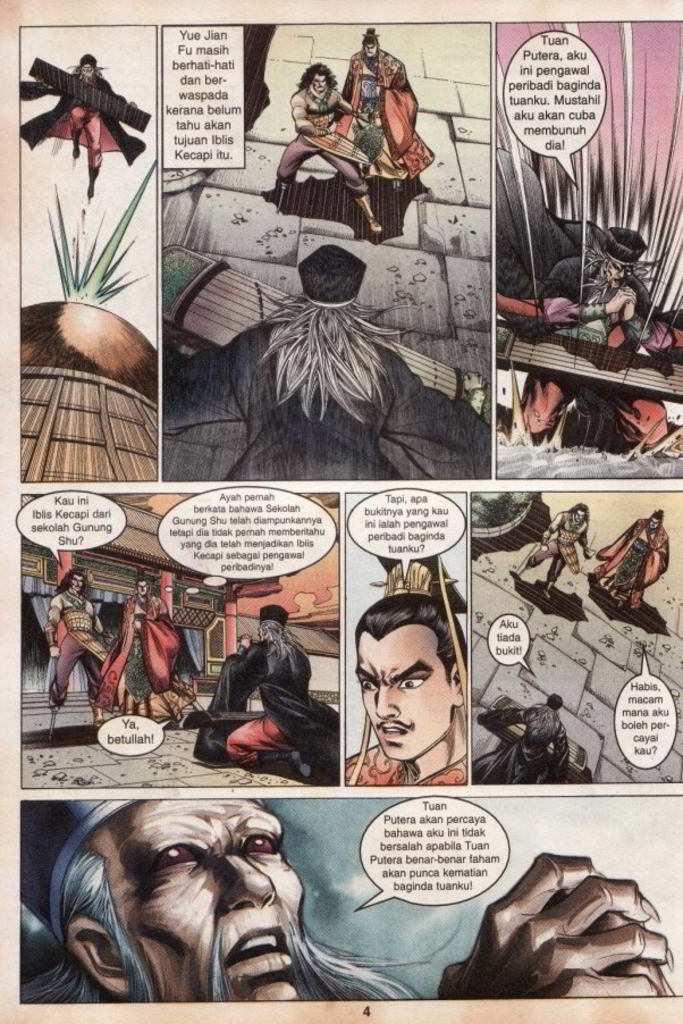 Yue Jian
Fu masih
berhati-hati
dan ber-
waspada
kerana belum
tahu akan
tujuan Iblis
Kecapi itu.
Tuan
Putera, aku
ini pengawal
peribadi baginda
tuanku. Mustahil
aku akan cuba
membunuh
dia!
Kau ini
Iblis Kecapi dari
sekolah Gunung
Shu?
Ayah pernah
berkata bahawa Sekolah
Gunung Shu telah diampunkannya
tetapi dia tidak pernah memberitahu
yang dia telah menjadikan Iblis
Kecapi sebagai pengawal
peribadinya!
Ya,
betullah!
Tapi, apa
bukitnya yang kau
ini ialah pengawal
peribadi baginda
tuanku?
Aku
tiada
bukit!
Habis,
macam
mana aku
boleh per-
cayai
kau?
Tuan
Putera akan percaya
bahawa aku ini tidak
bersalah apabila Tuan
Putera benar-benar faham
akan punca kematian
baginda tuanku!
4